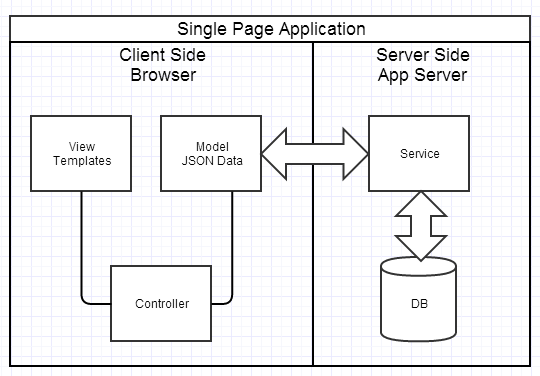 Single Page Application
Client Side
Browser
Server Side
App Server
View
Templates
Model
JSON Data
Service
Controller
DB